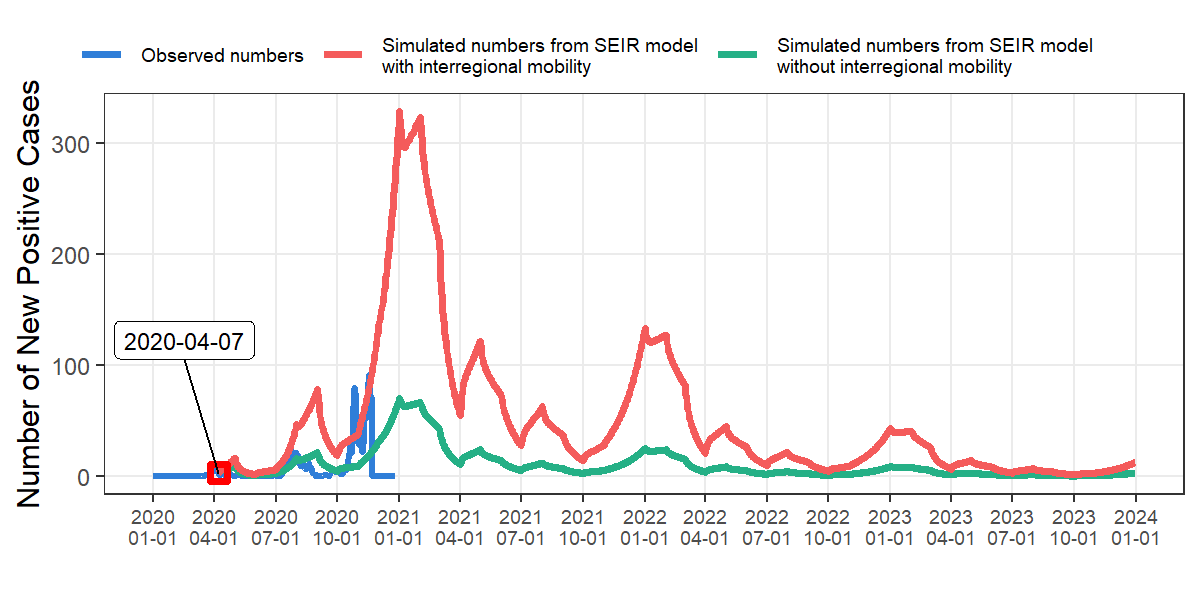 Observed numbers
Simulated numbers from SEIR model
with interregional mobility
Simulated numbers from SEIR model
without interregional mobility
Number of New Positive Cases
300
200
100
0
2020-04-07
2020 2020 2020 2020 2021 2021 2021 2021 2022 2022 2022 2022 2023 2023 2023 2023 2024
01-01 04-01 07-01 10-01 01-01 04-01 07-01 10-01 01-01 04-01 07-01 10-01 01-01 04-01 07-01 10-01 01-01